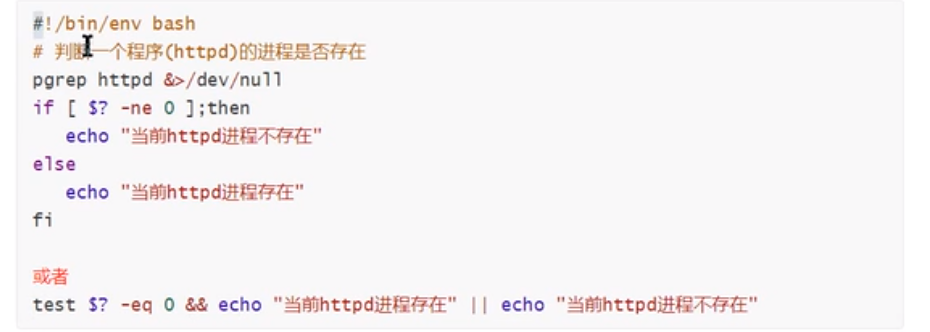 #!/bin/env bash
# 判断一个程序(httpd)的进程是否存在
pgrep httpd &>/dev/null
if [ $? -ne 0 ];then
   echo "当前httpd进程不存在"
else
   echo "当前httpd进程存在"
fi
或者
test $? -eq 0 && echo "当前httpd进程存在" || echo "当前httpd进程不存在"